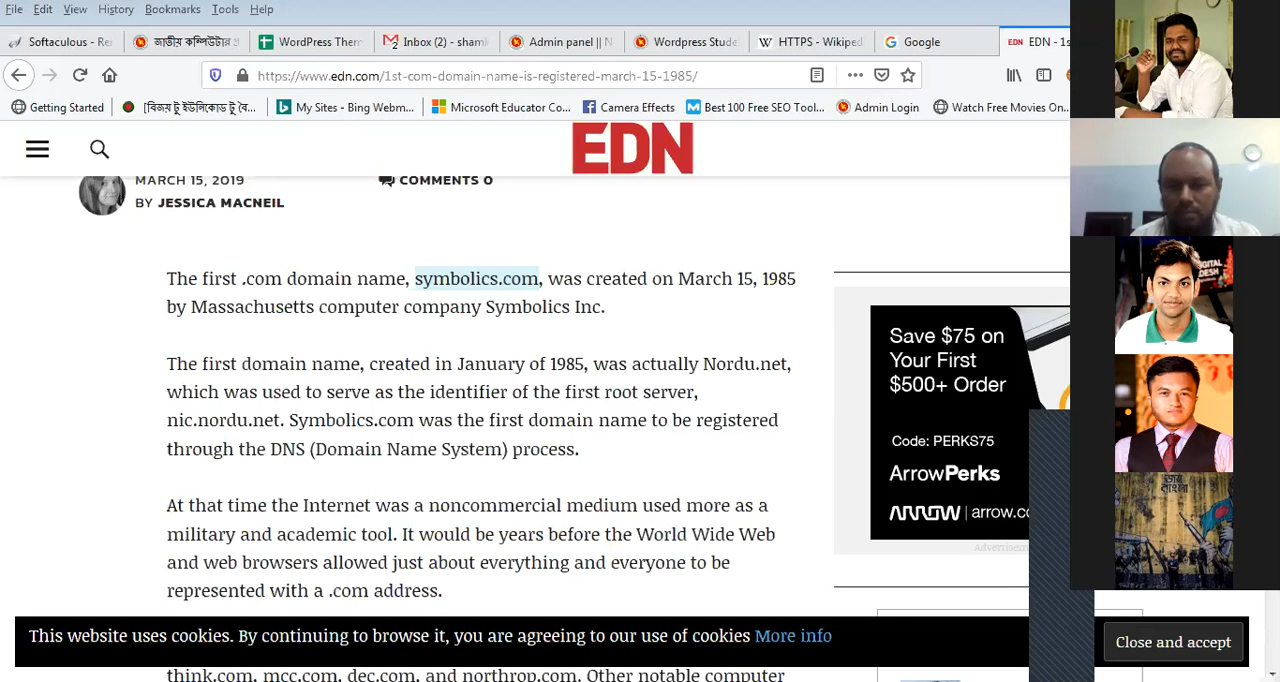 File Edit View History Bookmarks Tools Help
Softaculous - Re
জাতীয় কম্পিউটার প্র
WordPress Ther
Inbox (2) - sham
Admin panel || N
Wordpress Stude
HTTPS - Wikiped
Google
EDN EDN - 1s
https://www.edn.com/1st-com-domain-name-is-registered-march-15-1985/
Getting Started
[বিজয় টু ইউনিকোড টু বৈ...
My Sites - Bing Webm...
Microsoft Educator Co...
Camera Effects
Best 100 Free SEO Tool...
Admin Login
Watch Free Movies On...
EDN
MARCH 15, 2019
COMMENTS 0
BY JESSICA MACNEIL
The first .com domain name, symbolics.com, was created on March 15, 1985
by Massachusetts computer company Symbolics Inc.
The first domain name, created in January of 1985, was actually Nordu.net,
which was used to serve as the identifier of the first root server,
nic.nordu.net. Symbolics.com was the first domain name to be registered
through the DNS (Domain Name System) process.
At that time the Internet was a noncommercial medium used more as a
military and academic tool. It would be years before the World Wide Web
and web browsers allowed just about everything and everyone to be
represented with a .com address.
think.com, mcc.com, dec.com, and northrop.com. Other notable computer
Save $75 on
Your First
$500+ Order
Code: PERKS75
ArrowPerks
ARROW | arrow.co
Advertisem
This website uses cookies. By continuing to browse it, you are agreeing to our use of cookies More info
Close and accept
DIGITAL
DESH
বাংলা